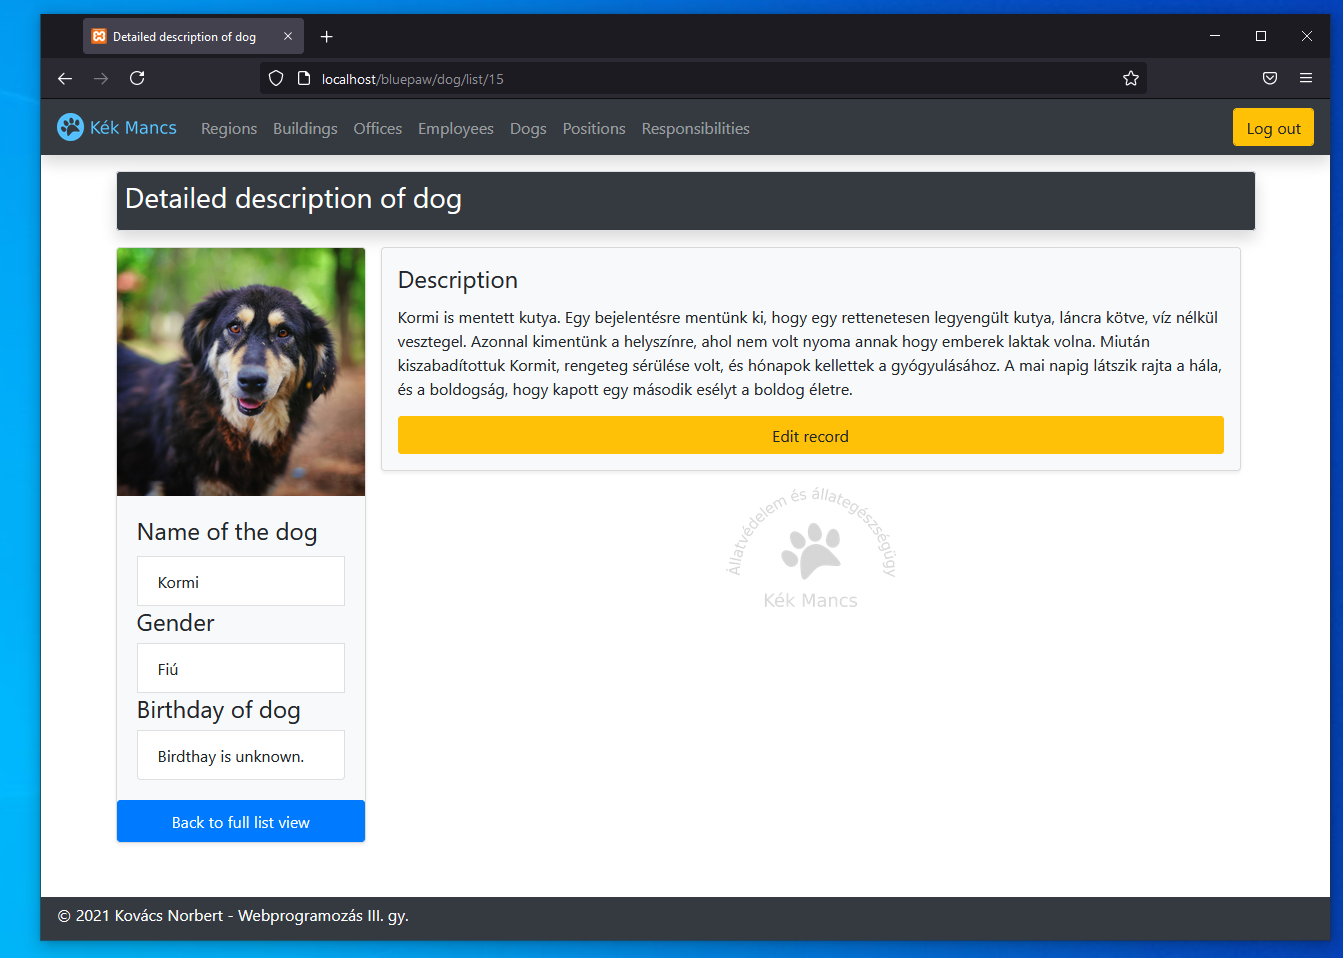 Detailed description of dog
localhost/bluepaw/dog/list/15
Kék Mancs Regions Buildings Offices Employees Dogs Positions Responsibilities Log out
Detailed description of dog
Description
Kormi is mentett kutya. Egy bejelentésre mentünk ki, hogy egy rettenetesen legyengült kutya, láncra kötve, víz nélkül
vesztegel. Azonnal kimentünk a helyszínre, ahol nem volt nyoma annak hogy emberek laktak volna. Miután
kiszabadítottuk Kormit, rengeteg sérülése volt, és hónapok kellettek a gyógyulásához. A mai napig látszik rajta a hála,
és a boldogság, hogy kapott egy második esélyt a boldog életre.
Edit record
Állatvédelem és állategészségügy
Kék Mancs
Name of the dog
Kormi
Gender
Fiú
Birthday of dog
Birdthay is unknown.
Back to full list view
© 2021 Kovács Norbert - Webprogramozás III. gy.